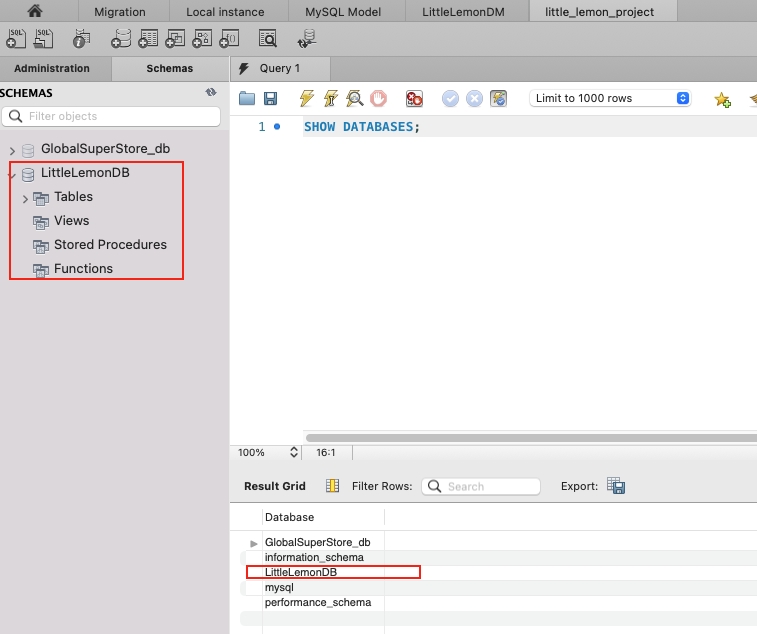 Migration Local instance MySQL Model LittleLemonDM little_lemon_project
SQL SQL
Administration Schemas Query 1
SCHEMAS
Filter objects
Limit to 1000 rows
1 SHOW DATABASES;
GlobalSuperStore_db
LittleLemonDB
Tables
Views
Stored Procedures
Functions
100% 16:1
Result Grid Filter Rows: Search Export:
Database
GlobalSuperStore_db
information_schema
LittleLemonDB
mysql
performance_schema